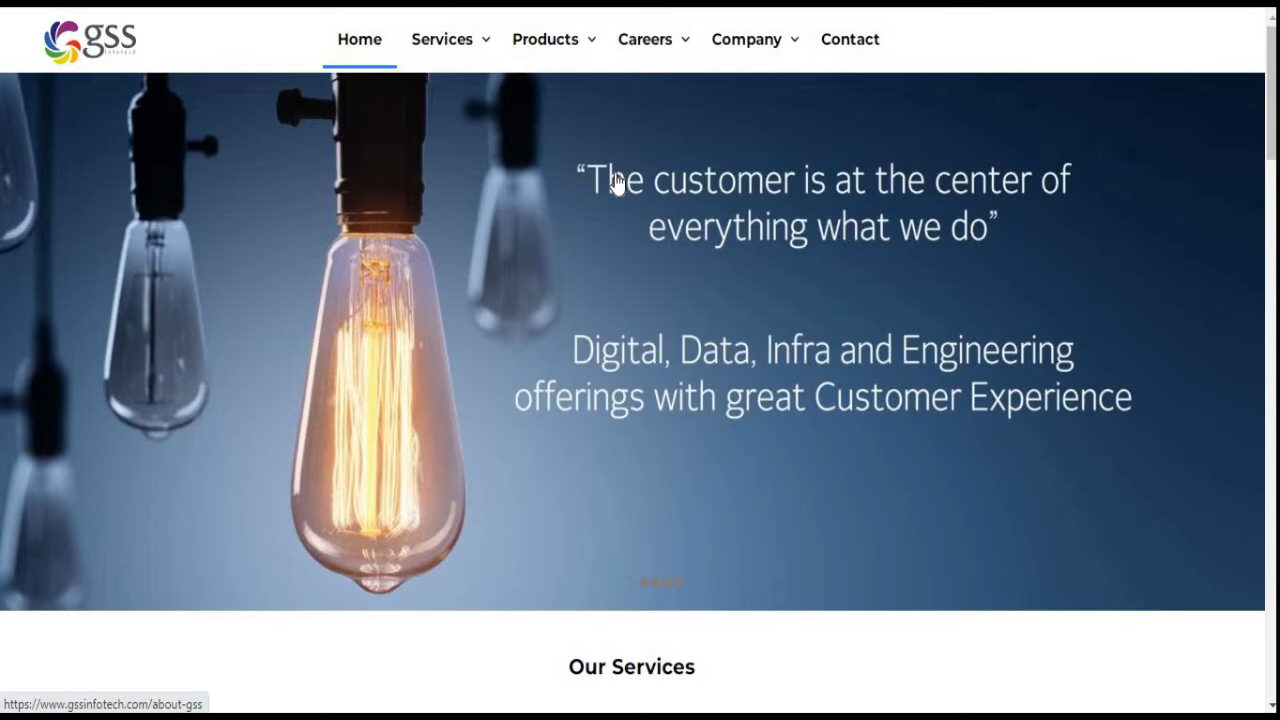 gss
infotech
Home
Services
Products
Careers
Company
Contact
“The customer is at the center of
everything what we do”
Digital, Data, Infra and Engineering
offerings with great Customer Experience
Our Services
https://www.gssinfotech.com/about-gss